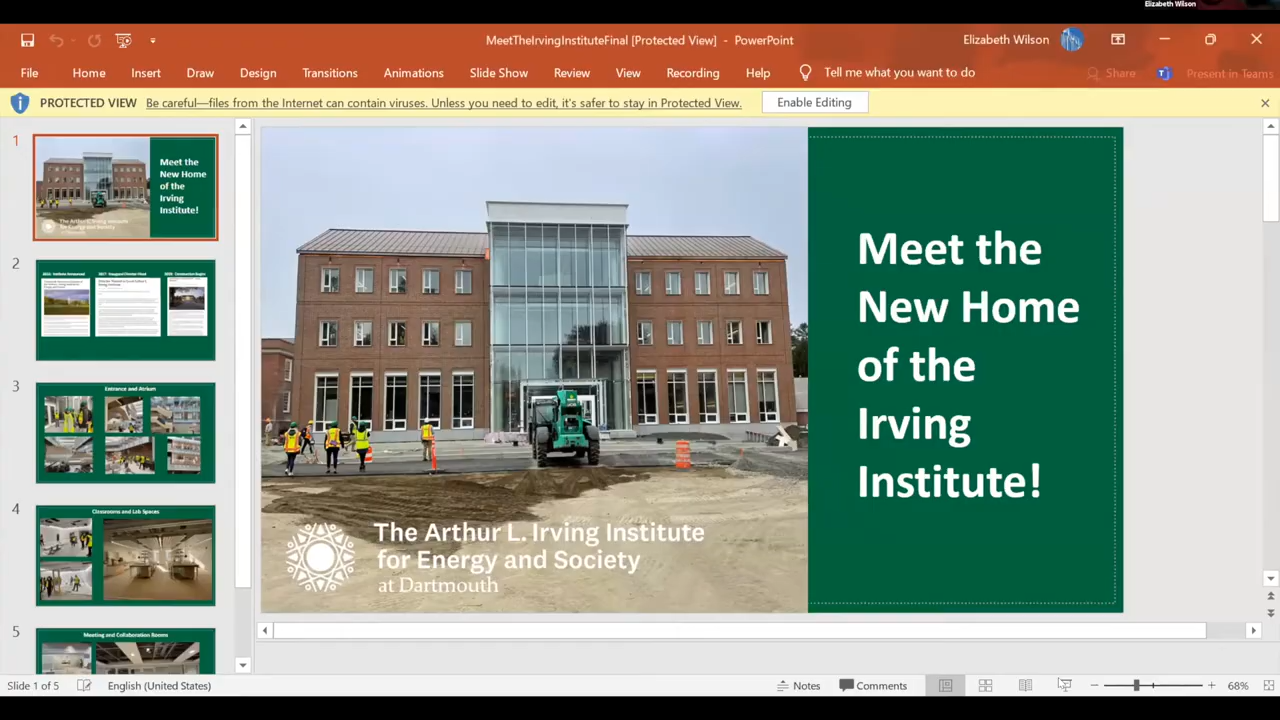 Elizabeth Wilson
MeetTheIrvingInstituteFinal [Protected View] - PowerPoint
Elizabeth Wilson
File Home Insert Draw Design Transitions Animations Slide Show Review View Recording Help Tell me what you want to do Share Present in Teams
PROTECTED VIEW Be careful—files from the Internet can contain viruses. Unless you need to edit, it's safer to stay in Protected View. Enable Editing
1
Meet the
New Home
of the
Irving
Institute!
2
3
Entrance and Atrium
4
Classrooms and Lab Spaces
5
Meeting and Collaboration Rooms
Meet the
New Home
of the
Irving
Institute!
The Arthur L. Irving Institute
for Energy and Society
at Dartmouth
Slide 1 of 5 English (United States) Notes Comments 68%